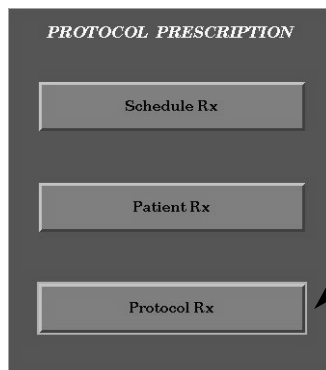 PROTOCOL PRESCRIPTION
Schedule Rx
Patient Rx
Protocol Rx